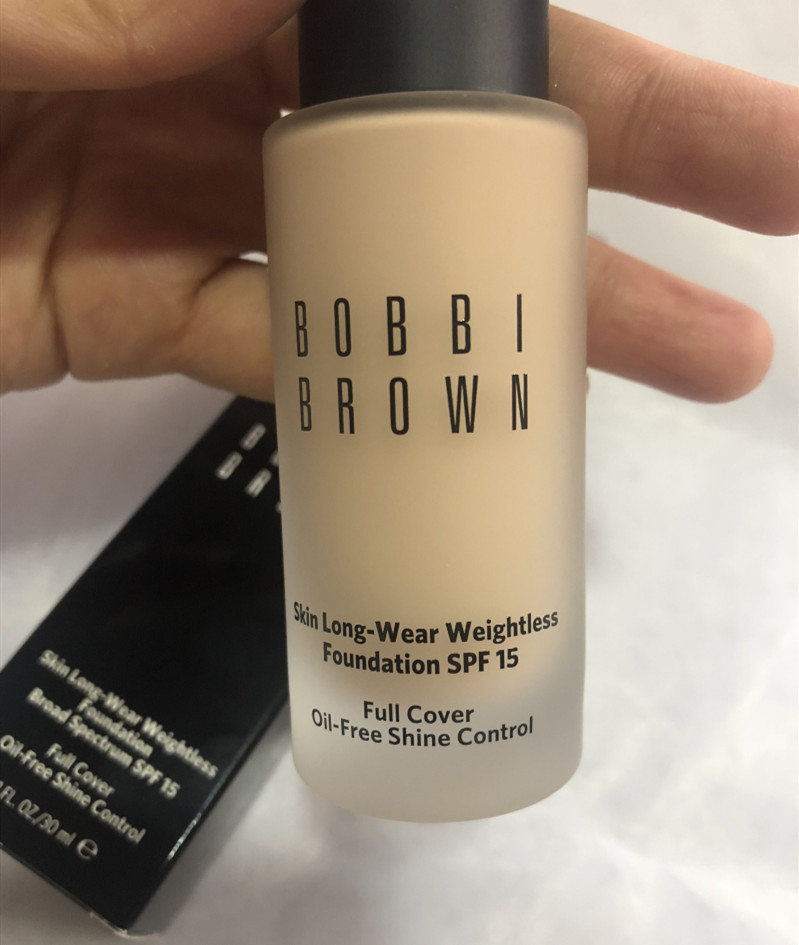 BOBBI
BROWN
Skin Long-Wear Weightless
Foundation SPF 15
Full Cover
Oil-Free Shine Control
Skin Long-Wear Weightless
Foundation
Broad Spectrum SPF 15
Full Cover
Oil-Free Shine Control
FL. OZ./30 ml e